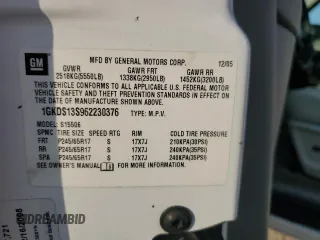 GM
MFD BY GENERAL MOTORS CORP. 12/05
GVWR GAWR FRT GAWR RR
2518KG(5550LB) 1338KG(2950LB) 1452KG(3200LB)
THIS VEHICLE CONFORMS TO ALL APPLICABLE U.S. FEDERAL
MOTOR VEHICLE SAFETY AND THEFT PREVENTION STANDARDS
IN EFFECT ON THE DATE OF MANUFACTURE SHOWN ABOVE.
1GKDS13S962230376 TYPE: M.P.V.
S15506
SPMC TIRE SIZE SPEED RTG RIM COLD TIRE PRESSURE
FRT P245/65R17 S 17X7J 210KPA(30PSI)
RR P245/65R17 S 17X7J 240KPA(35PSI)
SPA P245/65R17 S 17X7J 240KPA(35PSI)
SEE OWNER'S MANUAL FOR MORE INFORMATION.